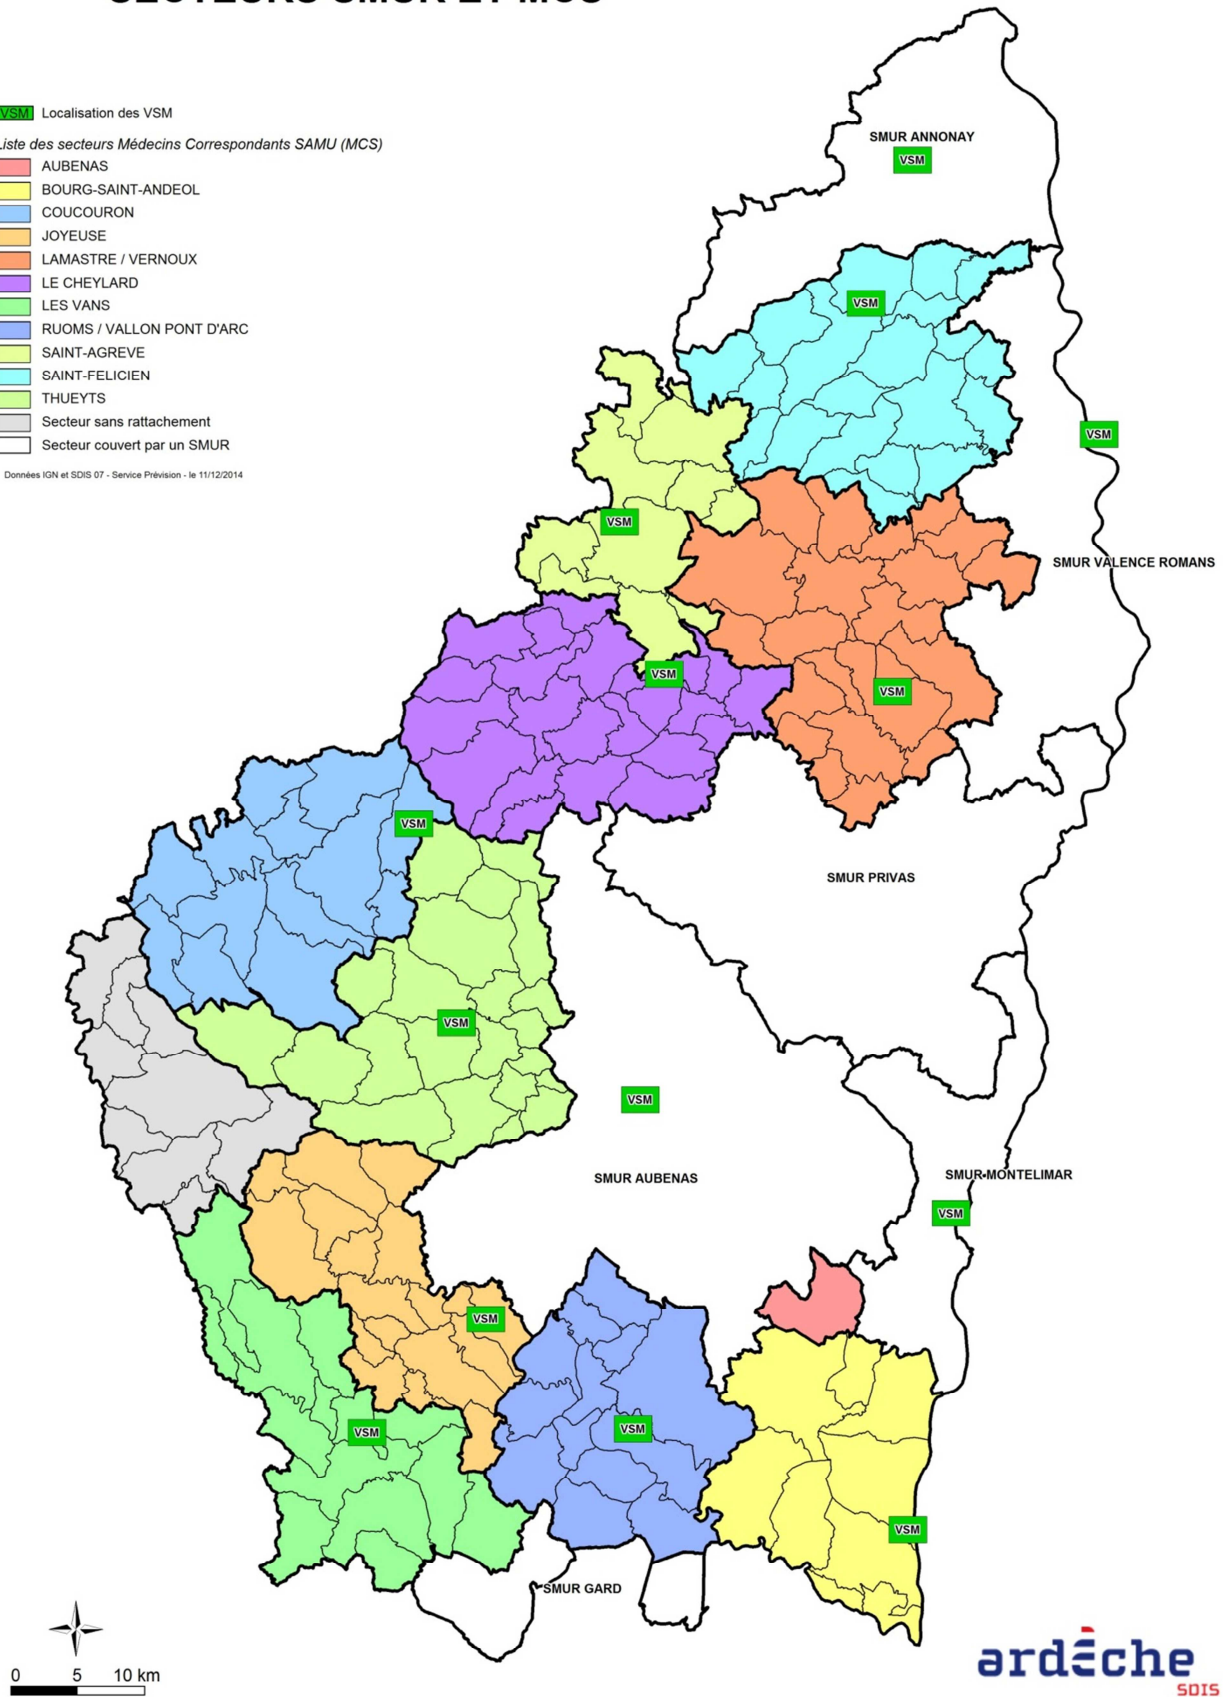 SECTEURS SMUR ET MCS
VSM Localisation des VSM
Liste des secteurs Médecins Correspondants SAMU (MCS)
AUBENAS
BOURG-SAINT-ANDEOL
COUCOURON
JOYEUSE
LAMASTRE / VERNOUX
LE CHEYLARD
LES VANS
RUOMS / VALLON PONT D'ARC
SAINT-AGREVE
SAINT-FELICIEN
THUEYTS
Secteur sans rattachement
Secteur couvert par un SMUR
Données IGN et SDIS 07 - Service Prévision - le 11/12/2014
SMUR ANNONAY
VSM
VSM
VSM
VSM
SMUR VALENCE ROMANS
VSM
VSM
VSM
SMUR PRIVAS
VSM
VSM
SMUR AUBENAS
SMUR MONTELIMAR
VSM
VSM
VSM
VSM
VSM
SMUR GARD
0 5 10 km
ardèche
SDIS